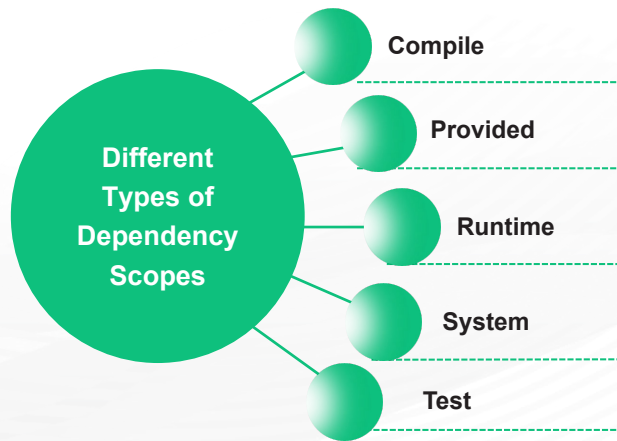 Different
Types of
Dependency
Scopes
Compile
Provided
Runtime
System
Test